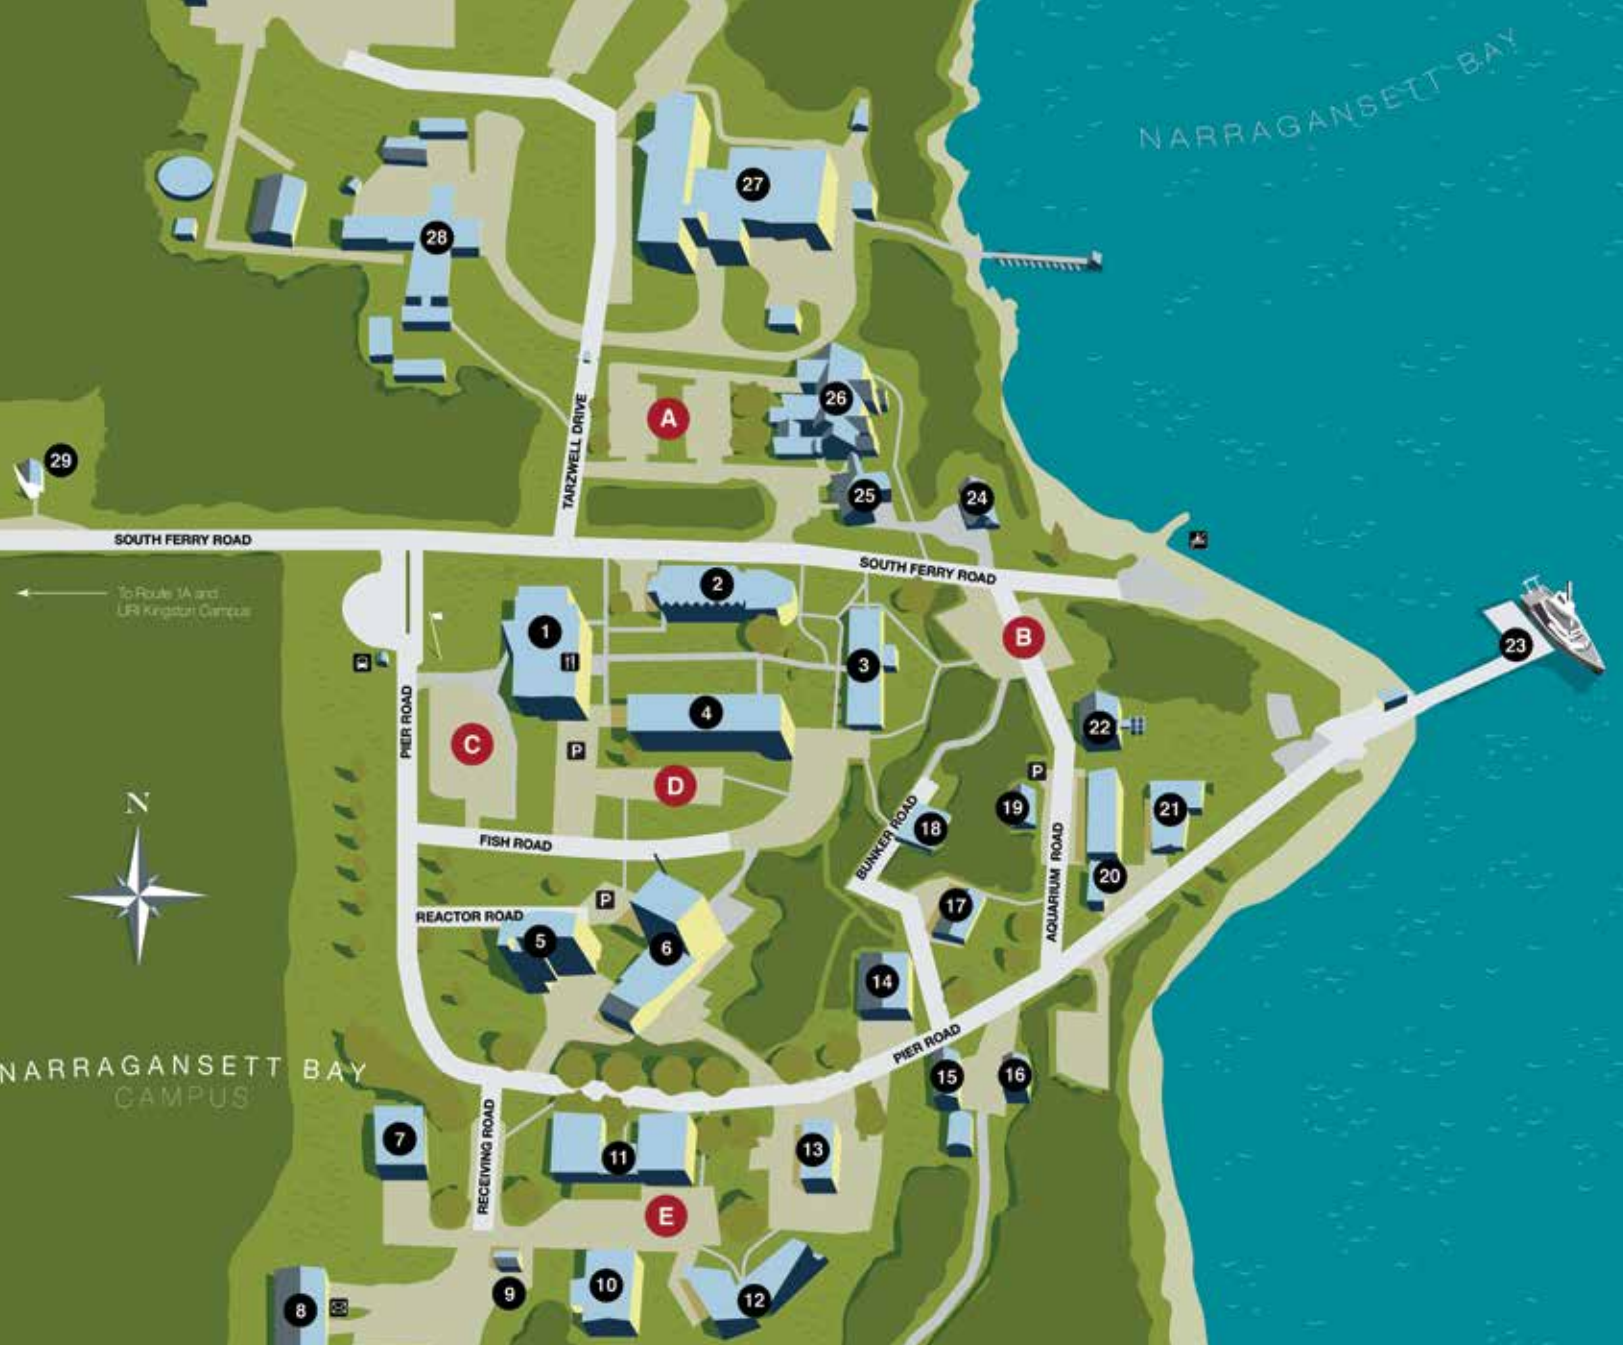 NARRAGANSETT BAY
27
28
26
A
TARZWELL DRIVE
29
25
24
SOUTH FERRY ROAD
SOUTH FERRY ROAD
To Route 1A and
URI Kingston Campus
2
1
B
3
23
4
22
PIER ROAD
C
P
P
D
19
21
18
BUNKER ROAD
FISH ROAD
AQUARIUM ROAD
20
N
P
17
REACTOR ROAD
5
6
14
PIER ROAD
NARRAGANSETT BAY
CAMPUS
15
16
7
RECEIVING ROAD
11
13
E
9
10
12
8